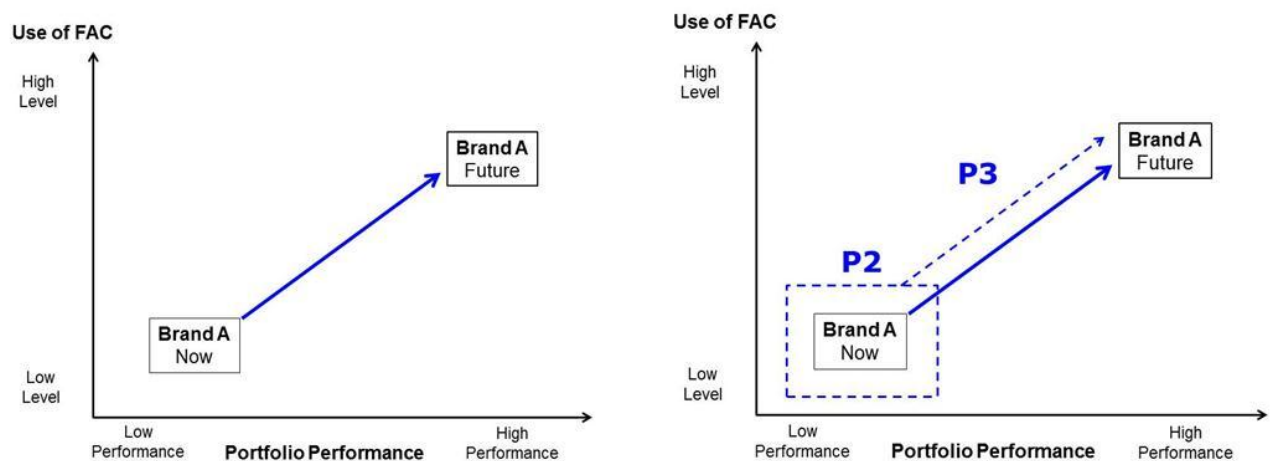 Use of FAC
High
Level
Brand A
Future
Brand A
Now
Low
Level
Low
Performance
Portfolio Performance
High
Performance
Use of FAC
High
Level
Brand A
Future
P3
P2
Brand A
Now
Low
Level
Low
Performance
Portfolio Performance
High
Performance